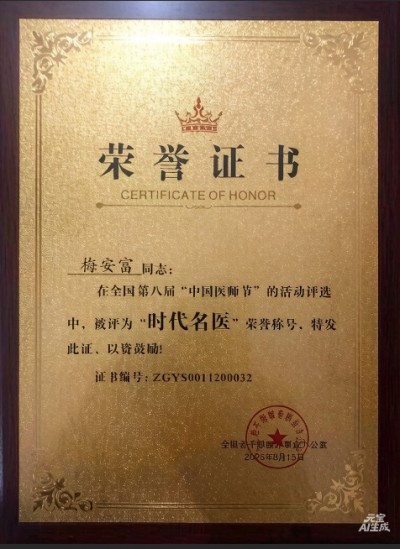 荣誉证书
CERTIFICATE OF HONOR
梅安富 同志:
在全国第八届“中国医师节”的活动评选
中,被评为“时代名医”荣誉称号,特发
此证、以资鼓励!
证书编号:ZGYS0011200032
2025年8月15日
元宝
AI生成